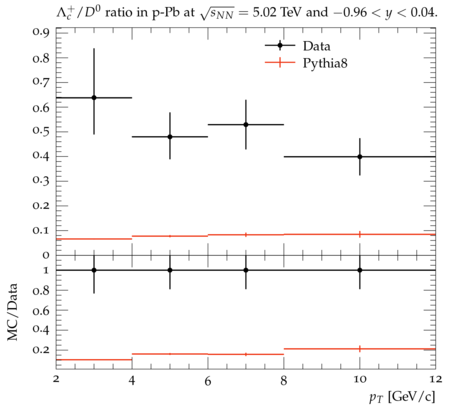 Λ⁺c/D⁰ ratio in p-Pb at √sNN = 5.02 TeV and −0.96 < y < 0.04.
Data
Pythia8
0.9
0.8
0.7
0.6
0.5
0.4
0.3
0.2
0.1
0
MC/Data
1
0.8
0.6
0.4
0.2
2 4 6 8 10 12
pT [GeV/c]